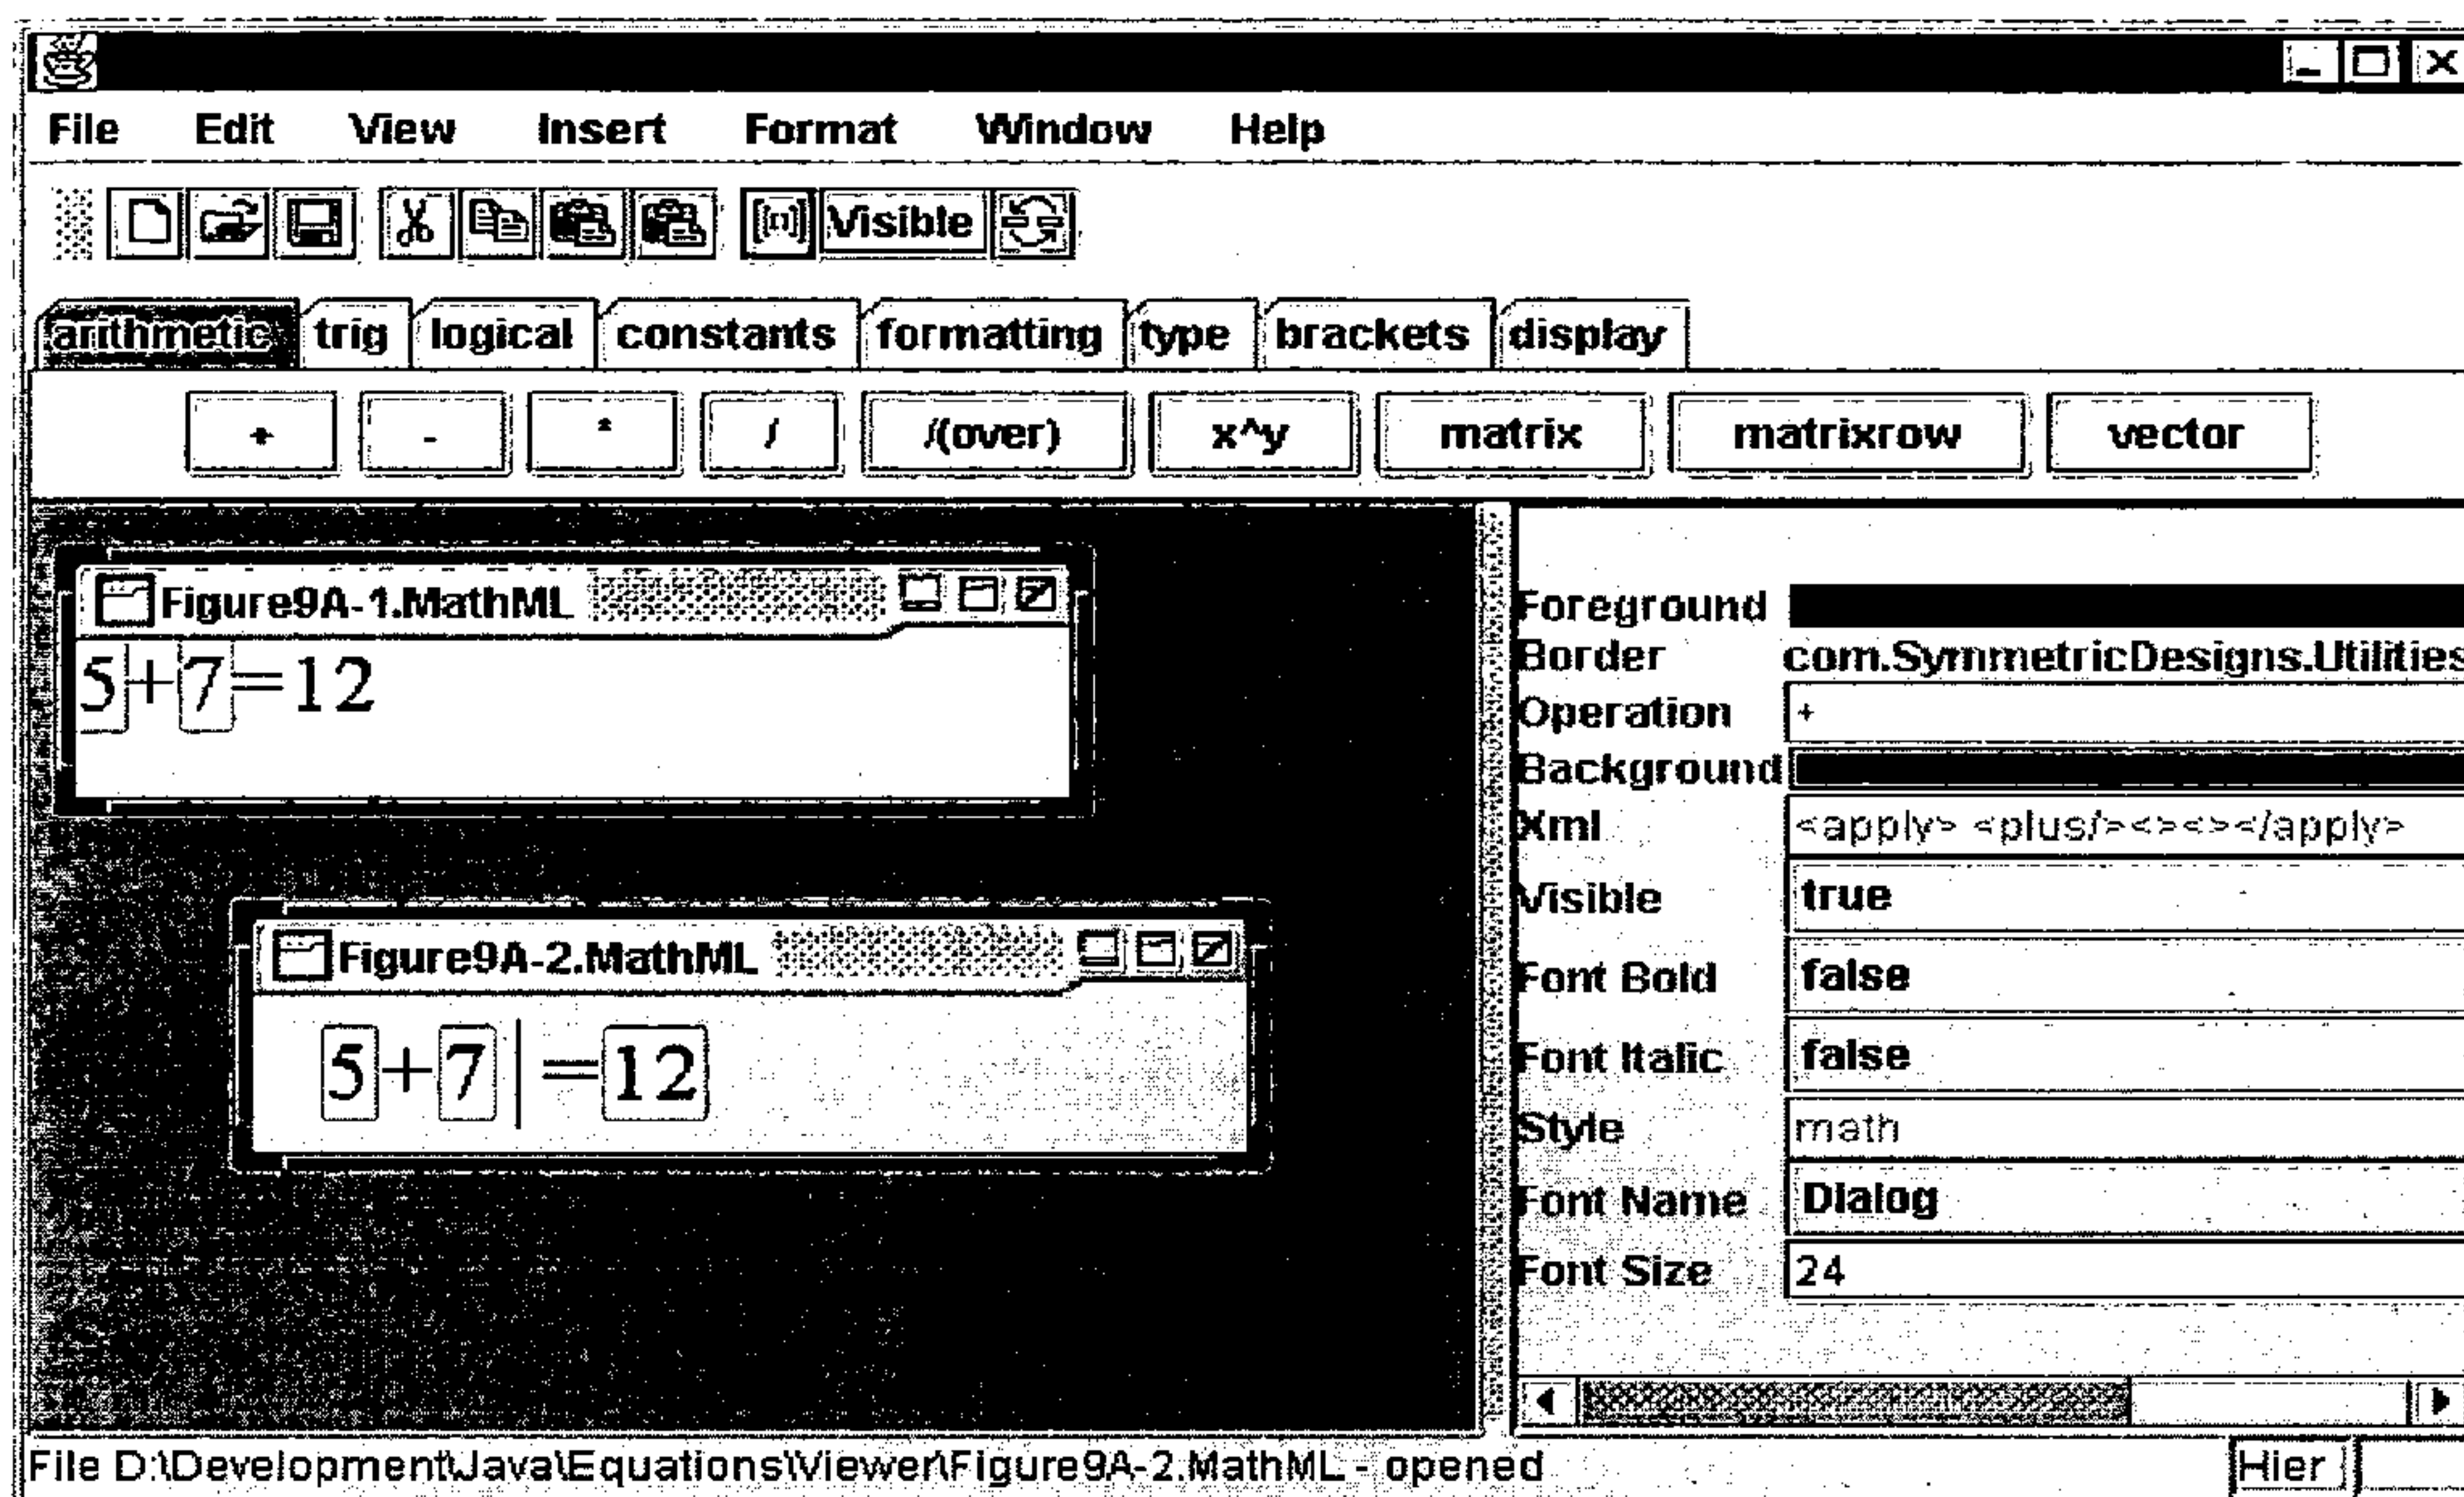 File Edit View Insert Format Window Help
Visible
arithmetic trig logical constants formatting type brackets display
+ - * / /(over) x^y matrix matrixrow vector
Figure9A-1.MathML
5+7=12
Figure9A-2.MathML
5+7| =12
Foreground
Border com.SymmetricDesigns.Utilities
Operation +
Background
Xml <apply> <plus/><><></apply>
Visible true
Font Bold false
Font Italic false
Style math
Font Name Dialog
Font Size 24
File D:\Development\Java\Equations\Viewer\Figure9A-2.MathML - opened Hier